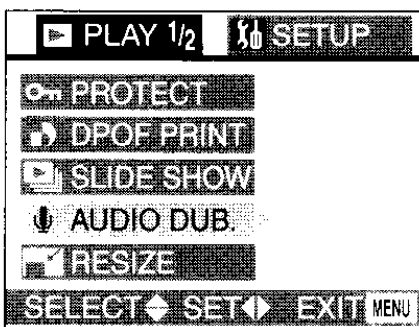 PLAY 1/2 SETUP
PROTECT
DPOF PRINT
SLIDE SHOW
AUDIO DUB.
RESIZE
SELECT SET EXIT MENU